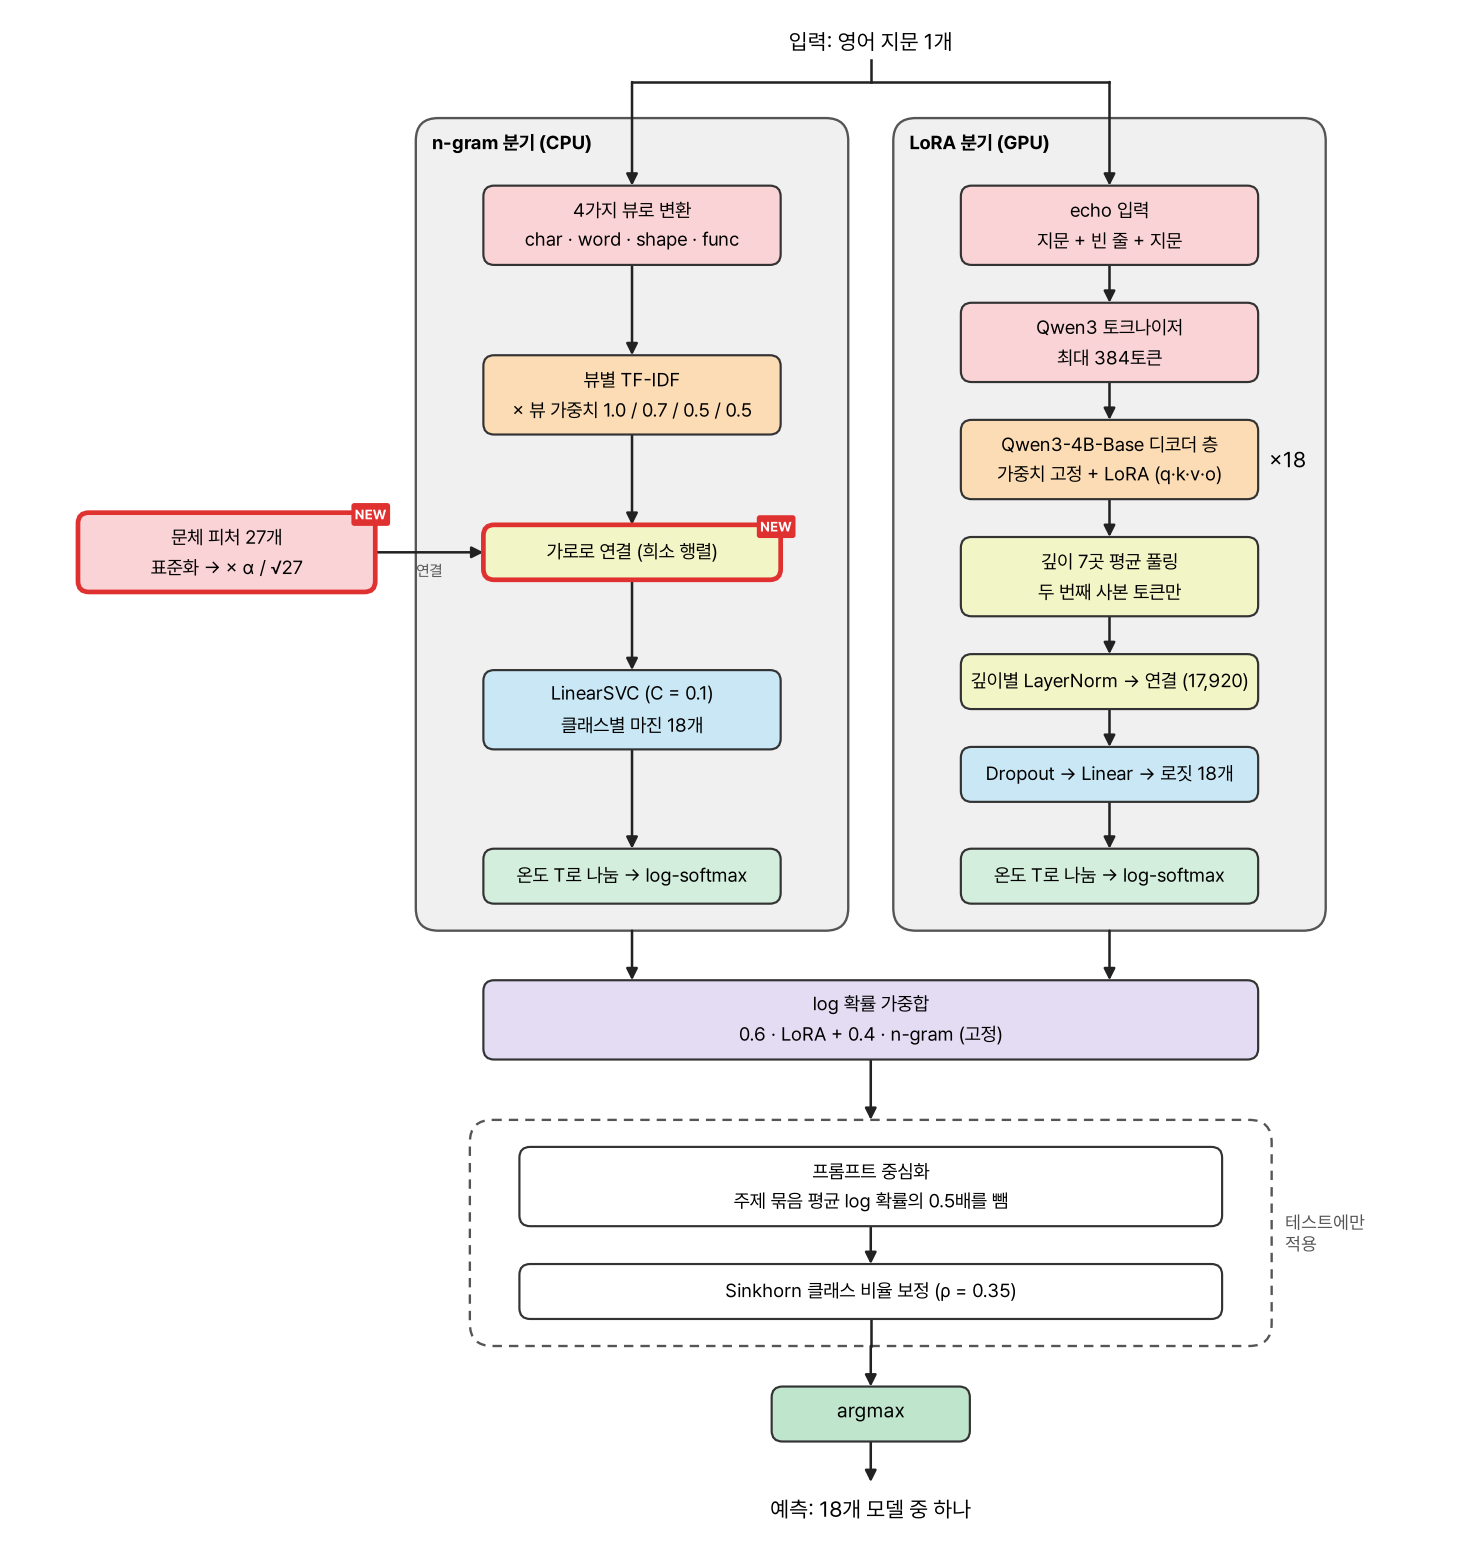 입력: 영어 지문 1개
n-gram 분기 (CPU)
4가지 뷰로 변환
char · word · shape · func
뷰별 TF-IDF
× 뷰 가중치 1.0 / 0.7 / 0.5 / 0.5
NEW
문체 피처 27개
표준화 → × α / √27
연결
NEW
가로로 연결 (희소 행렬)
LinearSVC (C = 0.1)
클래스별 마진 18개
온도 T로 나눔 → log-softmax
LoRA 분기 (GPU)
echo 입력
지문 + 빈 줄 + 지문
Qwen3 토크나이저
최대 384토큰
Qwen3-4B-Base 디코더 층
가중치 고정 + LoRA (q·k·v·o)
×18
깊이 7곳 평균 풀링
두 번째 사본 토큰만
깊이별 LayerNorm → 연결 (17,920)
Dropout → Linear → 로짓 18개
온도 T로 나눔 → log-softmax
log 확률 가중합
0.6 · LoRA + 0.4 · n-gram (고정)
프롬프트 중심화
주제 묶음 평균 log 확률의 0.5배를 뺌
Sinkhorn 클래스 비율 보정 (ρ = 0.35)
테스트에만
적용
argmax
예측: 18개 모델 중 하나